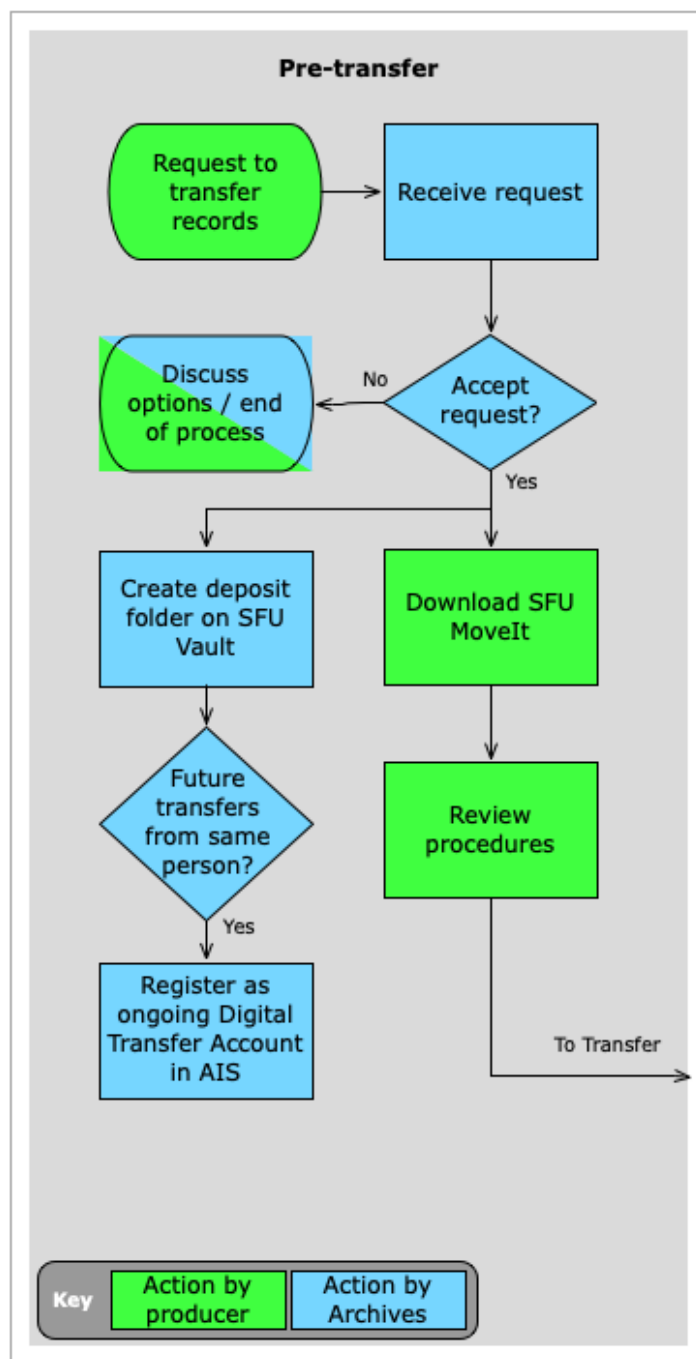 Pre-transfer
Request to
transfer
records
Receive request
Discuss
options / end
of process
No
Accept
request?
Yes
Create deposit
folder on SFU
Vault
Download SFU
MoveIt
Future
transfers
from same
person?
Review
procedures
Yes
Register as
ongoing Digital
Transfer Account
in AIS
To Transfer
Key
Action by
producer
Action by
Archives